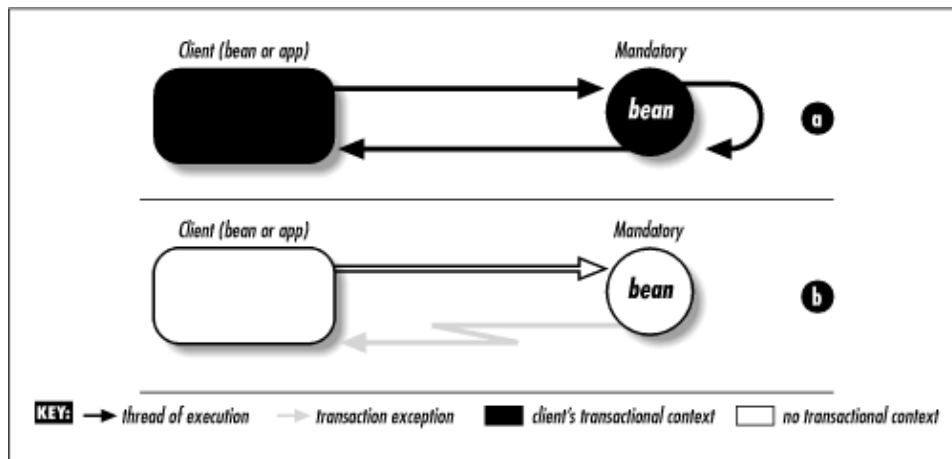 Client (bean or app)
Mandatory
bean
a
Client (bean or app)
Mandatory
bean
b
KEY: thread of execution transaction exception client's transactional context no transactional context